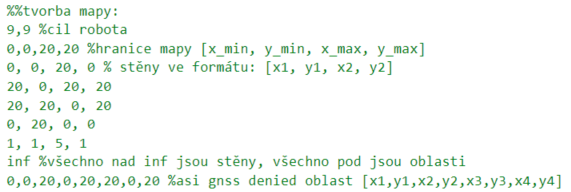 %%tvorba mapy:
9,9 %cil robota
0,0,20,20 %hranice mapy [x_min, y_min, x_max, y_max]
0, 0, 20, 0 % stěny ve formátu: [x1, y1, x2, y2]
20, 0, 20, 20
20, 20, 0, 20
0, 20, 0, 0
1, 1, 5, 1
inf %všechno nad inf jsou stěny, všechno pod jsou oblasti
0,0,20,0,20,20,0,20 %asi gnss denied oblast [x1,y1,x2,y2,x3,y3,x4,y4]